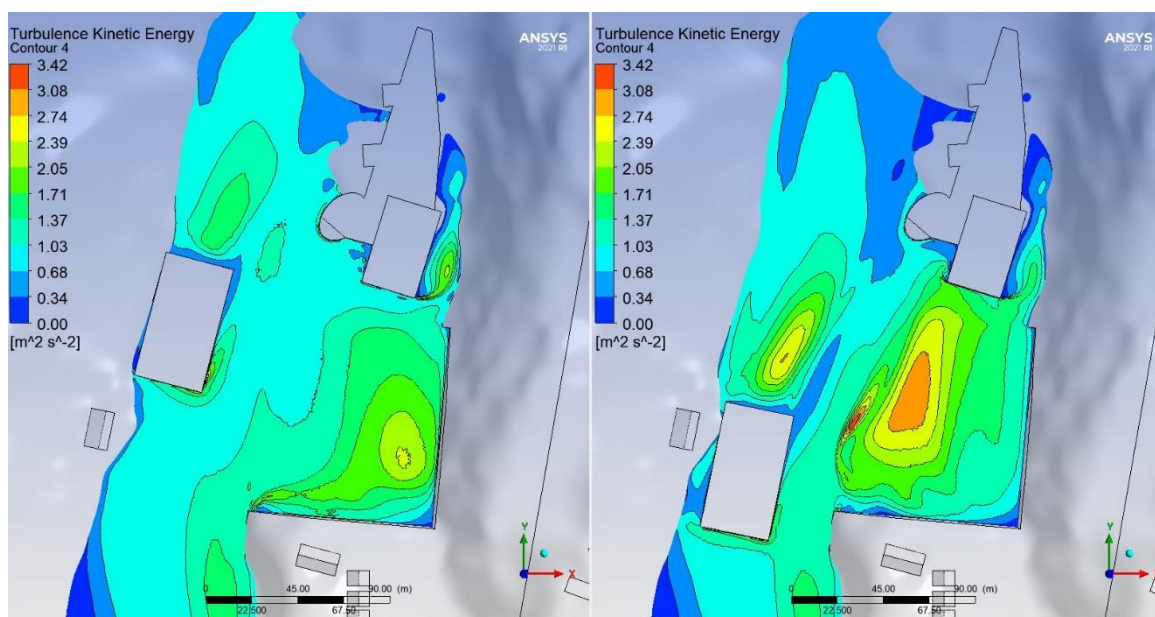 Turbulence Kinetic Energy
Contour 4
3.42
3.08
2.74
2.39
2.05
1.71
1.37
1.03
0.68
0.34
0.00
[m^2 s^-2]
ANSYS
2021 R1
Y
X
0
45.00
90.00 (m)
22.500
67.50
Turbulence Kinetic Energy
Contour 4
3.42
3.08
2.74
2.39
2.05
1.71
1.37
1.03
0.68
0.34
0.00
[m^2 s^-2]
ANSYS
2021 R1
Y
X
0
45.00
90.00 (m)
22.500
67.50